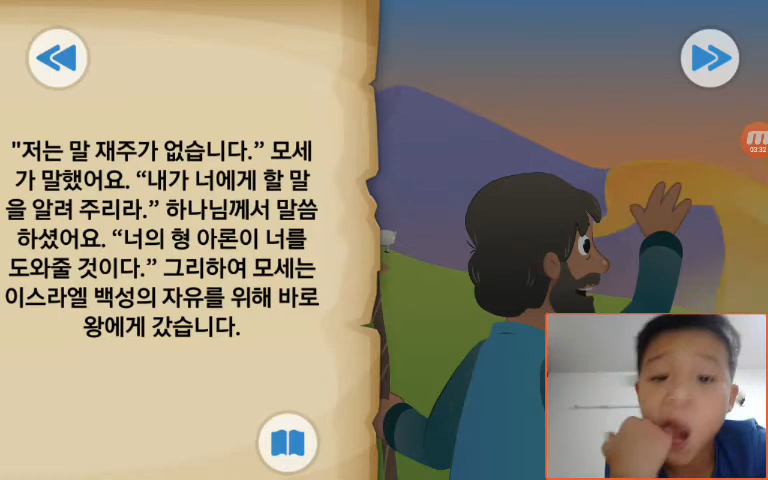 "저는 말 재주가 없습니다.” 모세
가 말했어요. “내가 너에게 할 말
을 알려 주리라.” 하나님께서 말씀
하셨어요. “너의 형 아론이 너를
도와줄 것이다.” 그리하여 모세는
이스라엘 백성의 자유를 위해 바로
왕에게 갔습니다.
03:32